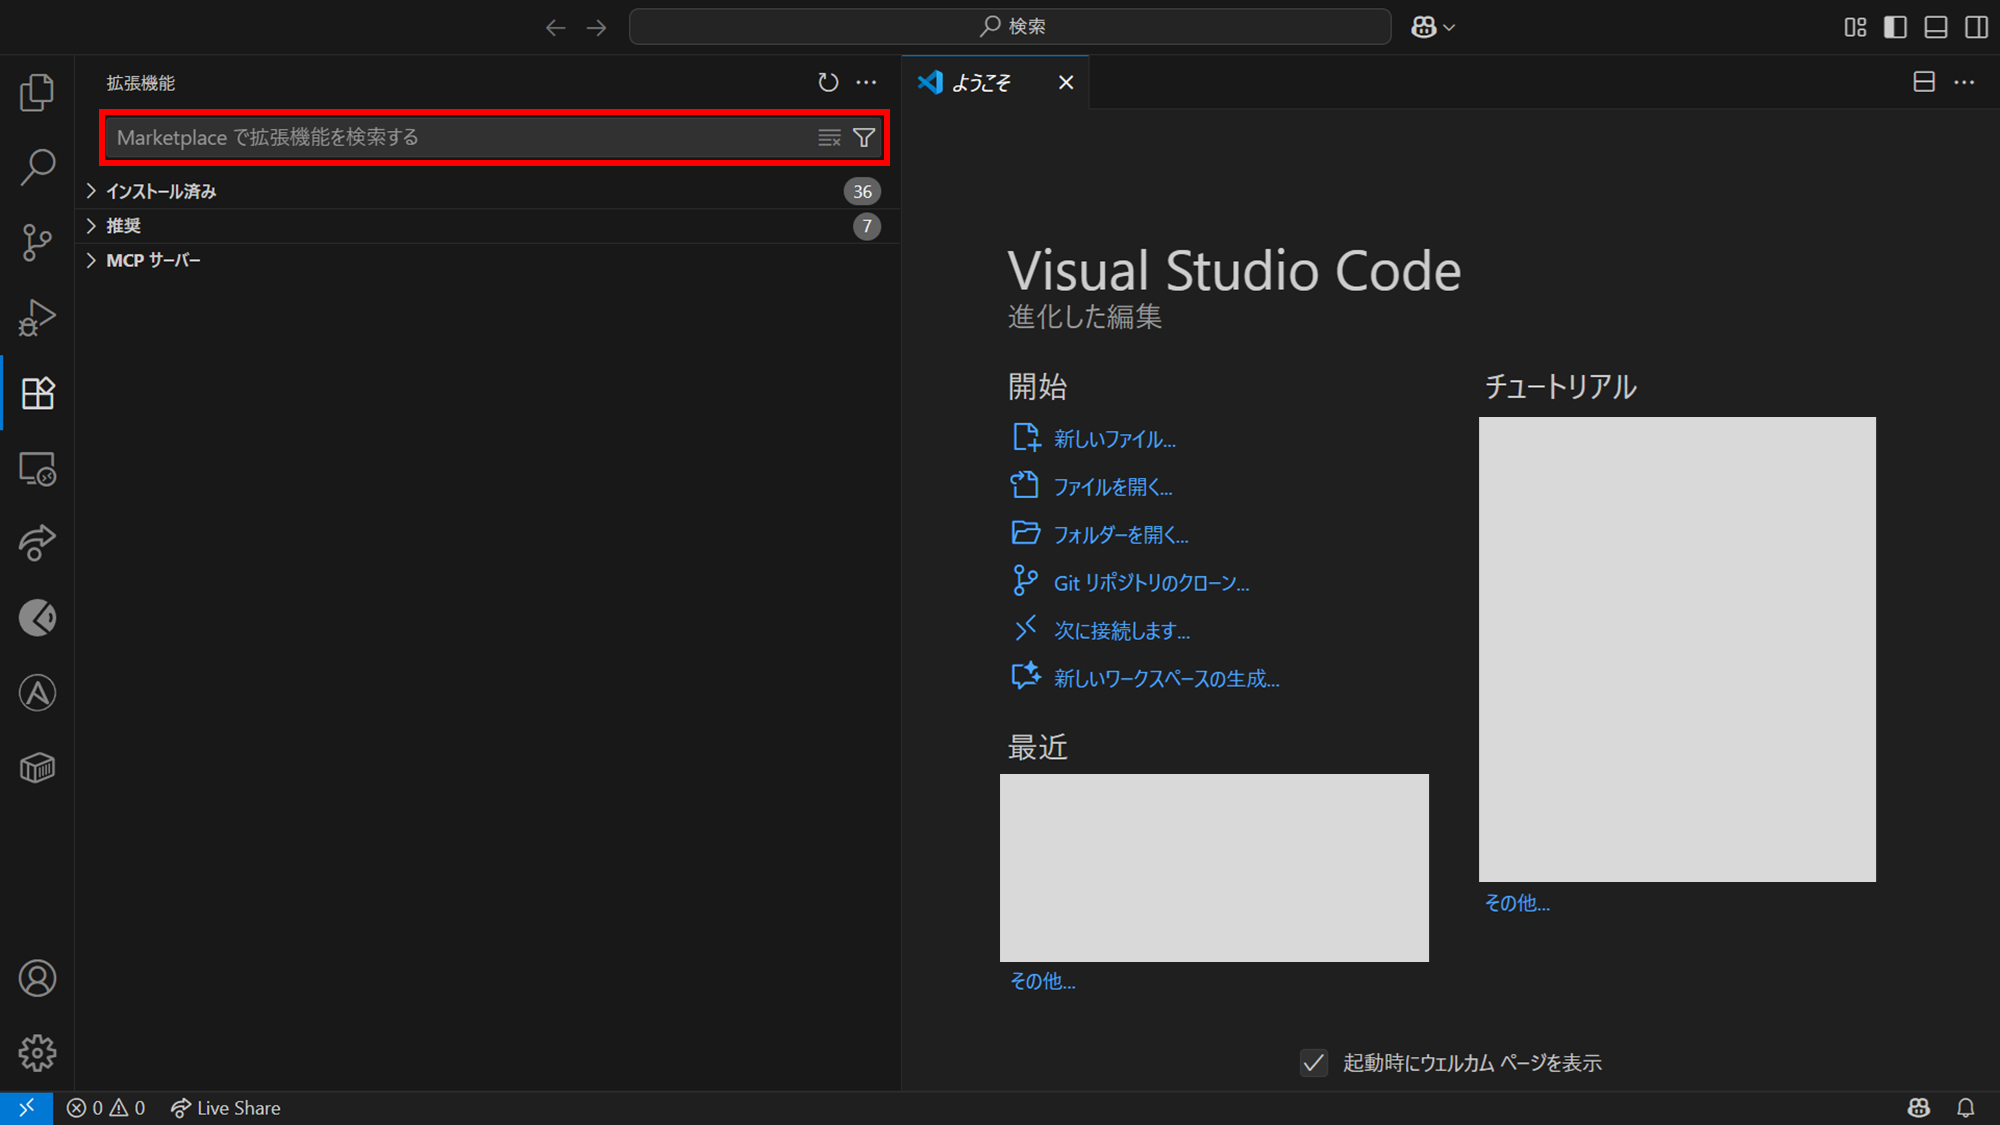 検索
拡張機能
Marketplace で拡張機能を検索する
インストール済み 36
推奨 7
MCP サーバー
ようこそ
Visual Studio Code
進化した編集
開始
新しいファイル...
ファイルを開く...
フォルダーを開く...
Git リポジトリのクローン...
次に接続します...
新しいワークスペースの生成...
最近
その他...
チュートリアル
その他...
起動時にウェルカム ページを表示
0 0 Live Share